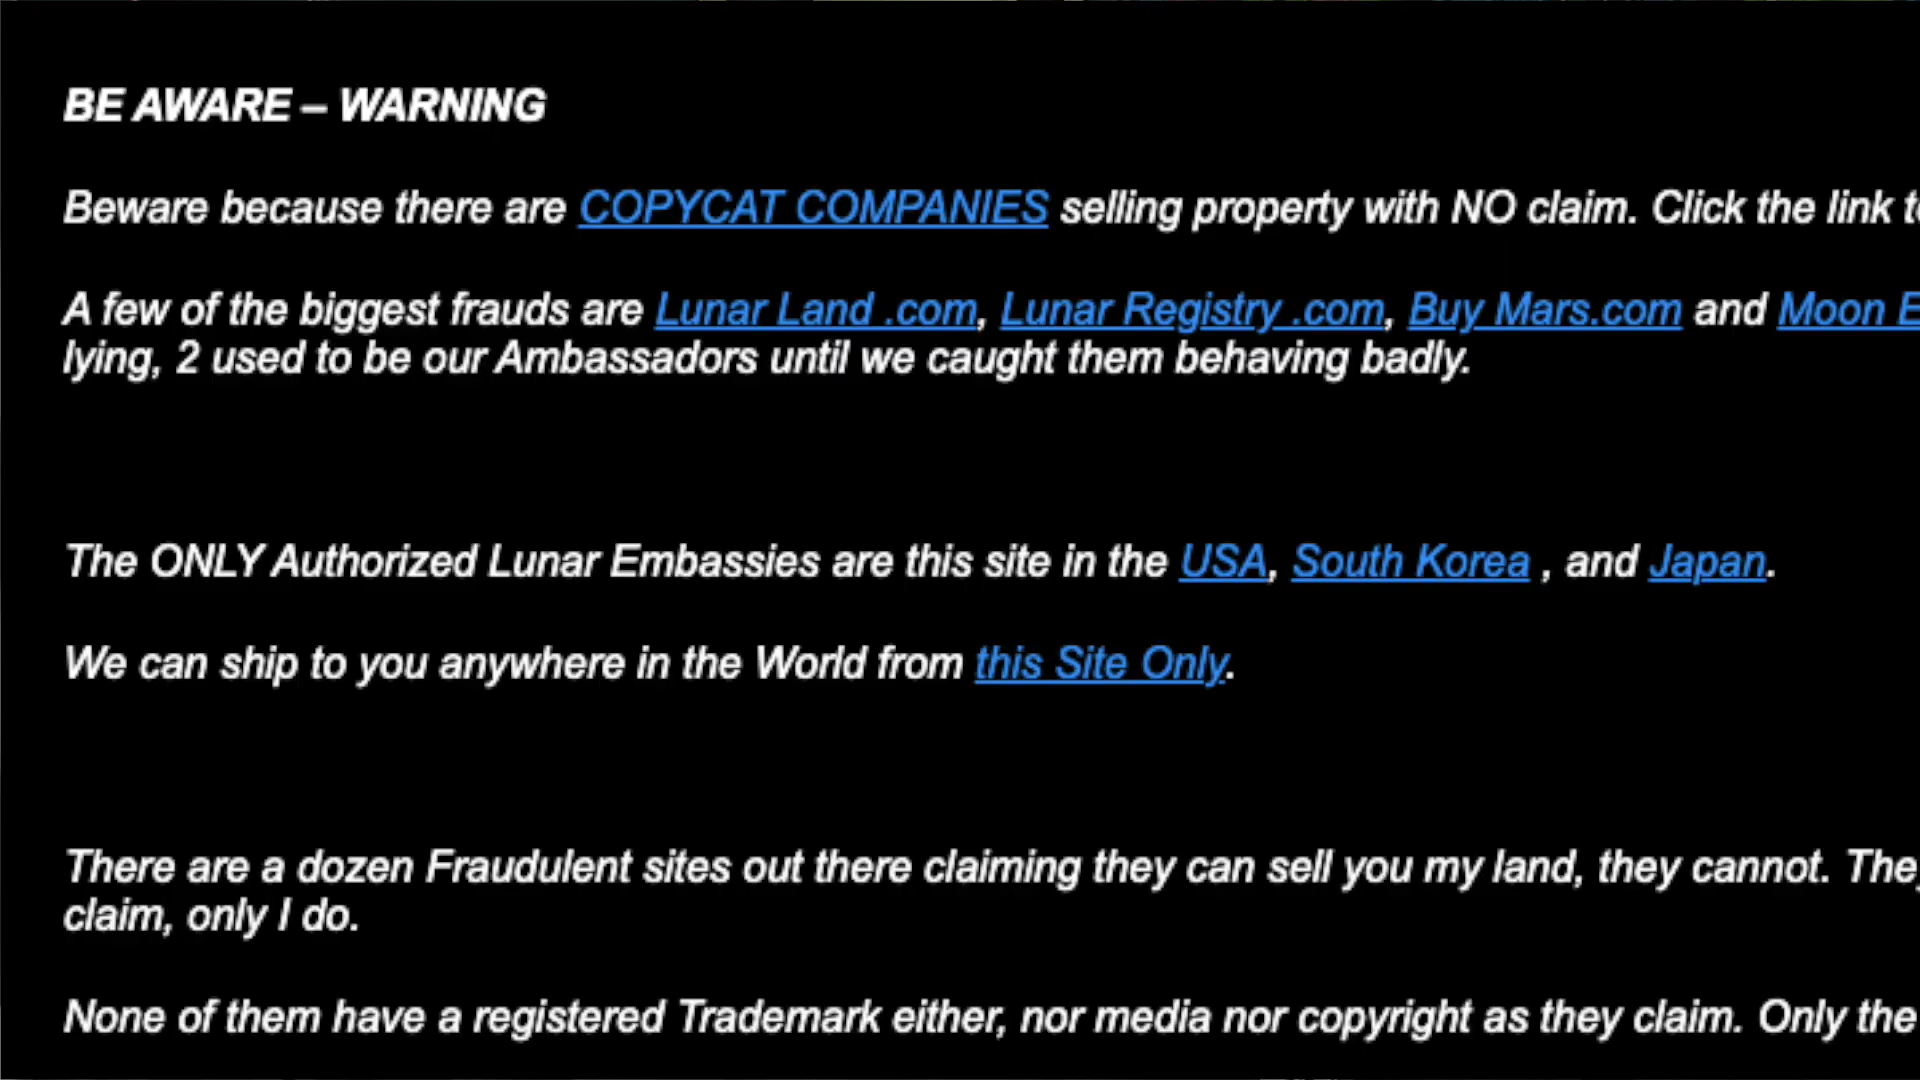 BE AWARE – WARNING
Beware because there are COPYCAT COMPANIES selling property with NO claim. Click the link
A few of the biggest frauds are Lunar Land .com, Lunar Registry .com, Buy Mars.com and Moon
lying, 2 used to be our Ambassadors until we caught them behaving badly.
The ONLY Authorized Lunar Embassies are this site in the USA, South Korea , and Japan.
We can ship to you anywhere in the World from this Site Only.
There are a dozen Fraudulent sites out there claiming they can sell you my land, they cannot.
claim, only I do.
None of them have a registered Trademark either, nor media nor copyright as they claim. Only the